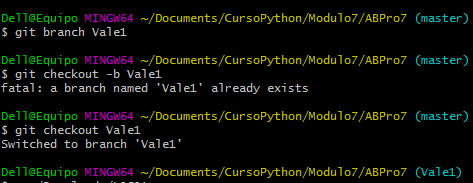 Dell@Equipo MINGW64 ~/Documents/CursoPython/Modulo7/ABPro7 (master)
$ git branch Vale1
Dell@Equipo MINGW64 ~/Documents/CursoPython/Modulo7/ABPro7 (master)
$ git checkout -b Vale1
fatal: a branch named 'Vale1' already exists
Dell@Equipo MINGW64 ~/Documents/CursoPython/Modulo7/ABPro7 (master)
$ git checkout Vale1
Switched to branch 'Vale1'
Dell@Equipo MINGW64 ~/Documents/CursoPython/Modulo7/ABPro7 (Vale1)